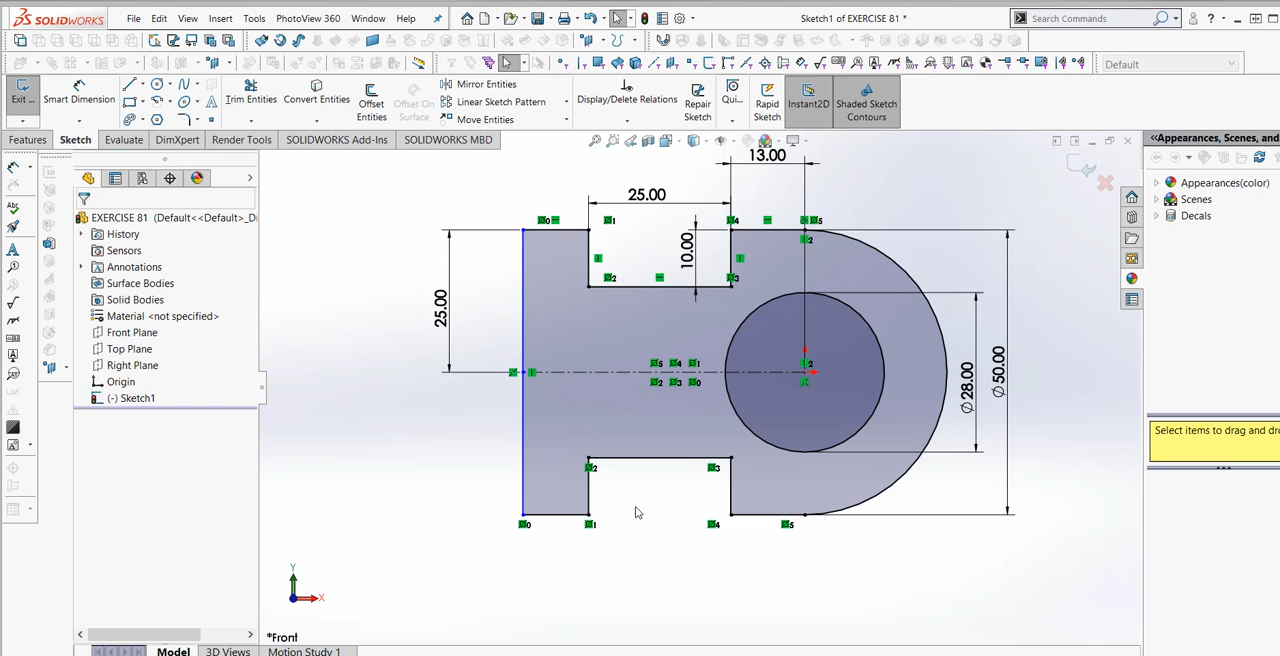 SOLIDWORKS File Edit View Insert Tools PhotoView 360 Window Help Sketch1 of EXERCISE 81 * Search Commands ?
Default
Exit ... Smart Dimension Trim Entities Convert Entities Offset Entities Offset On Surface Mirror Entities Linear Sketch Pattern Move Entities Display/Delete Relations Repair Sketch Qui... Rapid Sketch Instant2D Shaded Sketch Contours
Features Sketch Evaluate DimXpert Render Tools SOLIDWORKS Add-Ins SOLIDWORKS MBD
«Appearances, Scenes, and
EXERCISE 81 (Default<<Default>_Di
History
Sensors
Annotations
Surface Bodies
Solid Bodies
Material <not specified>
Front Plane
Top Plane
Right Plane
Origin
(-) Sketch1
13.00
25.00
10.00
25.00
Ø28.00
Ø50.00
Y
X
*Front
Appearances(color)
Scenes
Decals
Select items to drag and dro
Model 3D Views Motion Study 1